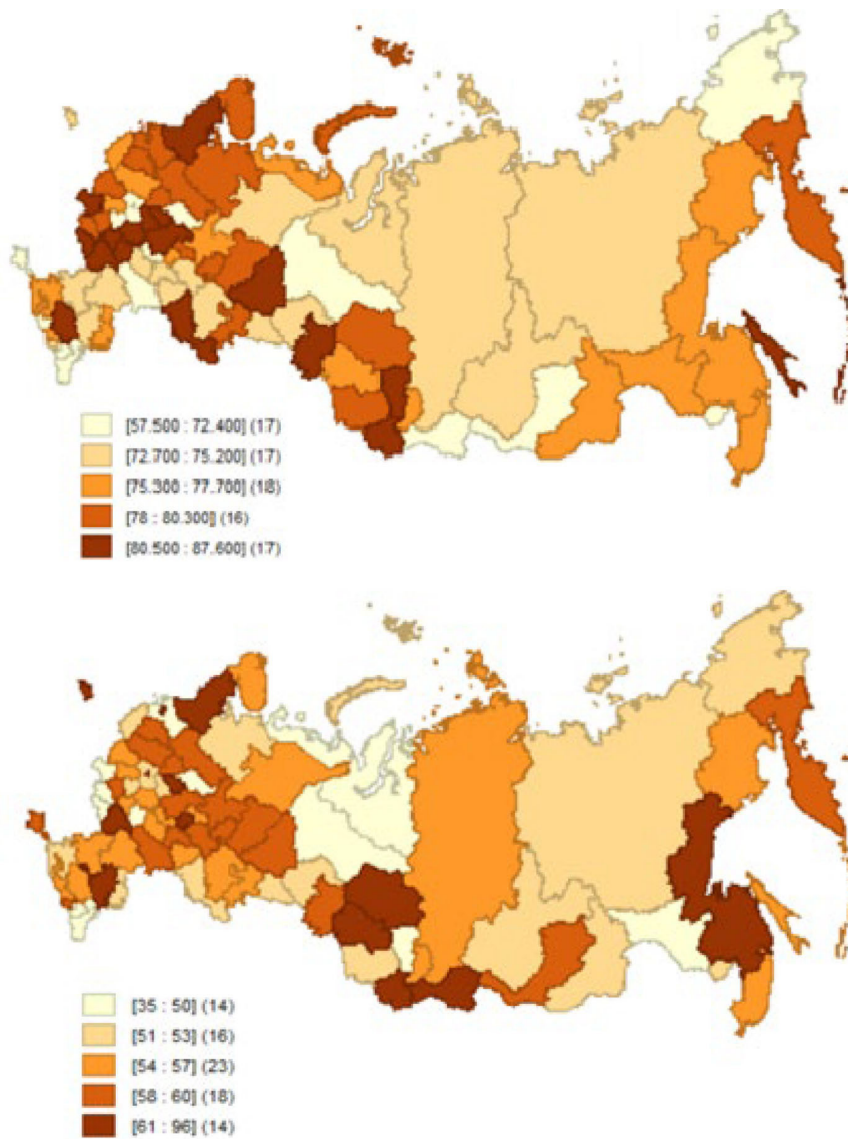 [57.500 : 72.400] (17)
[72.700 : 75.200] (17)
[75.300 : 77.700] (18)
[78 : 80.300] (16)
[80.500 : 87.600] (17)
[35 : 50] (14)
[51 : 53] (16)
[54 : 57] (23)
[58 : 60] (18)
[61 : 96] (14)